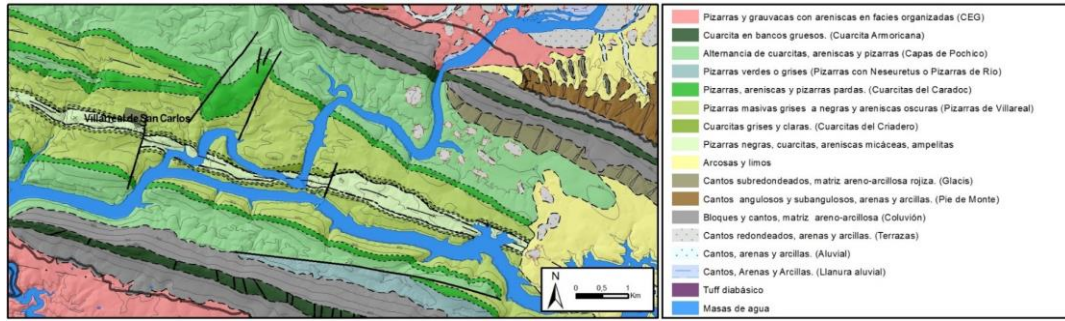 Villarreal de San Carlos
N
0 0,5 1
Km
Pizarras y grauvacas con areniscas en facies organizadas (CEG)
Cuarcita en bancos gruesos. (Cuarcita Armoricana)
Alternancia de cuarcitas, areniscas y pizarras (Capas de Pochico)
Pizarras verdes o grises (Pizarras con Neseuretus o Pizarras de Río)
Pizarras, areniscas y pizarras pardas. (Cuarcitas del Caradoc)
Pizarras masivas grises a negras y areniscas oscuras (Pizarras de Villareal)
Cuarcitas grises y claras. (Cuarcitas del Criadero)
Pizarras negras, cuarcitas, areniscas micáceas, ampelitas
Arcosas y limos
Cantos subredondeados, matriz areno-arcillosa rojiza. (Glacis)
Cantos angulosos y subangulosos, arenas y arcillas. (Pie de Monte)
Bloques y cantos, matriz areno-arcillosa (Coluvión)
Cantos redondeados, arenas y arcillas. (Terrazas)
Cantos, arenas y arcillas. (Aluvial)
Cantos, Arenas y Arcillas. (Llanura aluvial)
Tuff diabásico
Masas de agua